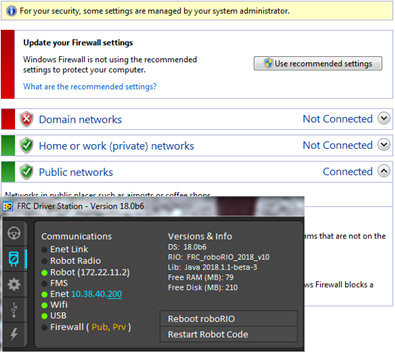 For your security, some settings are managed by your system administrator.
Update your Firewall settings
Windows Firewall is not using the recommended
settings to protect your computer.
Use recommended settings
What are the recommended settings?
Domain networks
Not Connected
Home or work (private) networks
Not Connected
Public networks
Connected
Networks in public places such as airports or coffee shops
FRC Driver Station - Version 18.0b6
ams that are not on the
Communications
Enet Link
Robot Radio
Robot (172.22.11.2)
FMS
Enet 10.38.40.200
Wifi
USB
Firewall ( Pub, Prv )
Versions & Info
DS: 18.0b6
RIO: FRC_roboRIO_2018_v10
Lib: Java 2018.1.1-beta-3
Free RAM (MB): 79
Free Disk (MB): 210
ws Firewall blocks a
Reboot roboRIO
Restart Robot Code